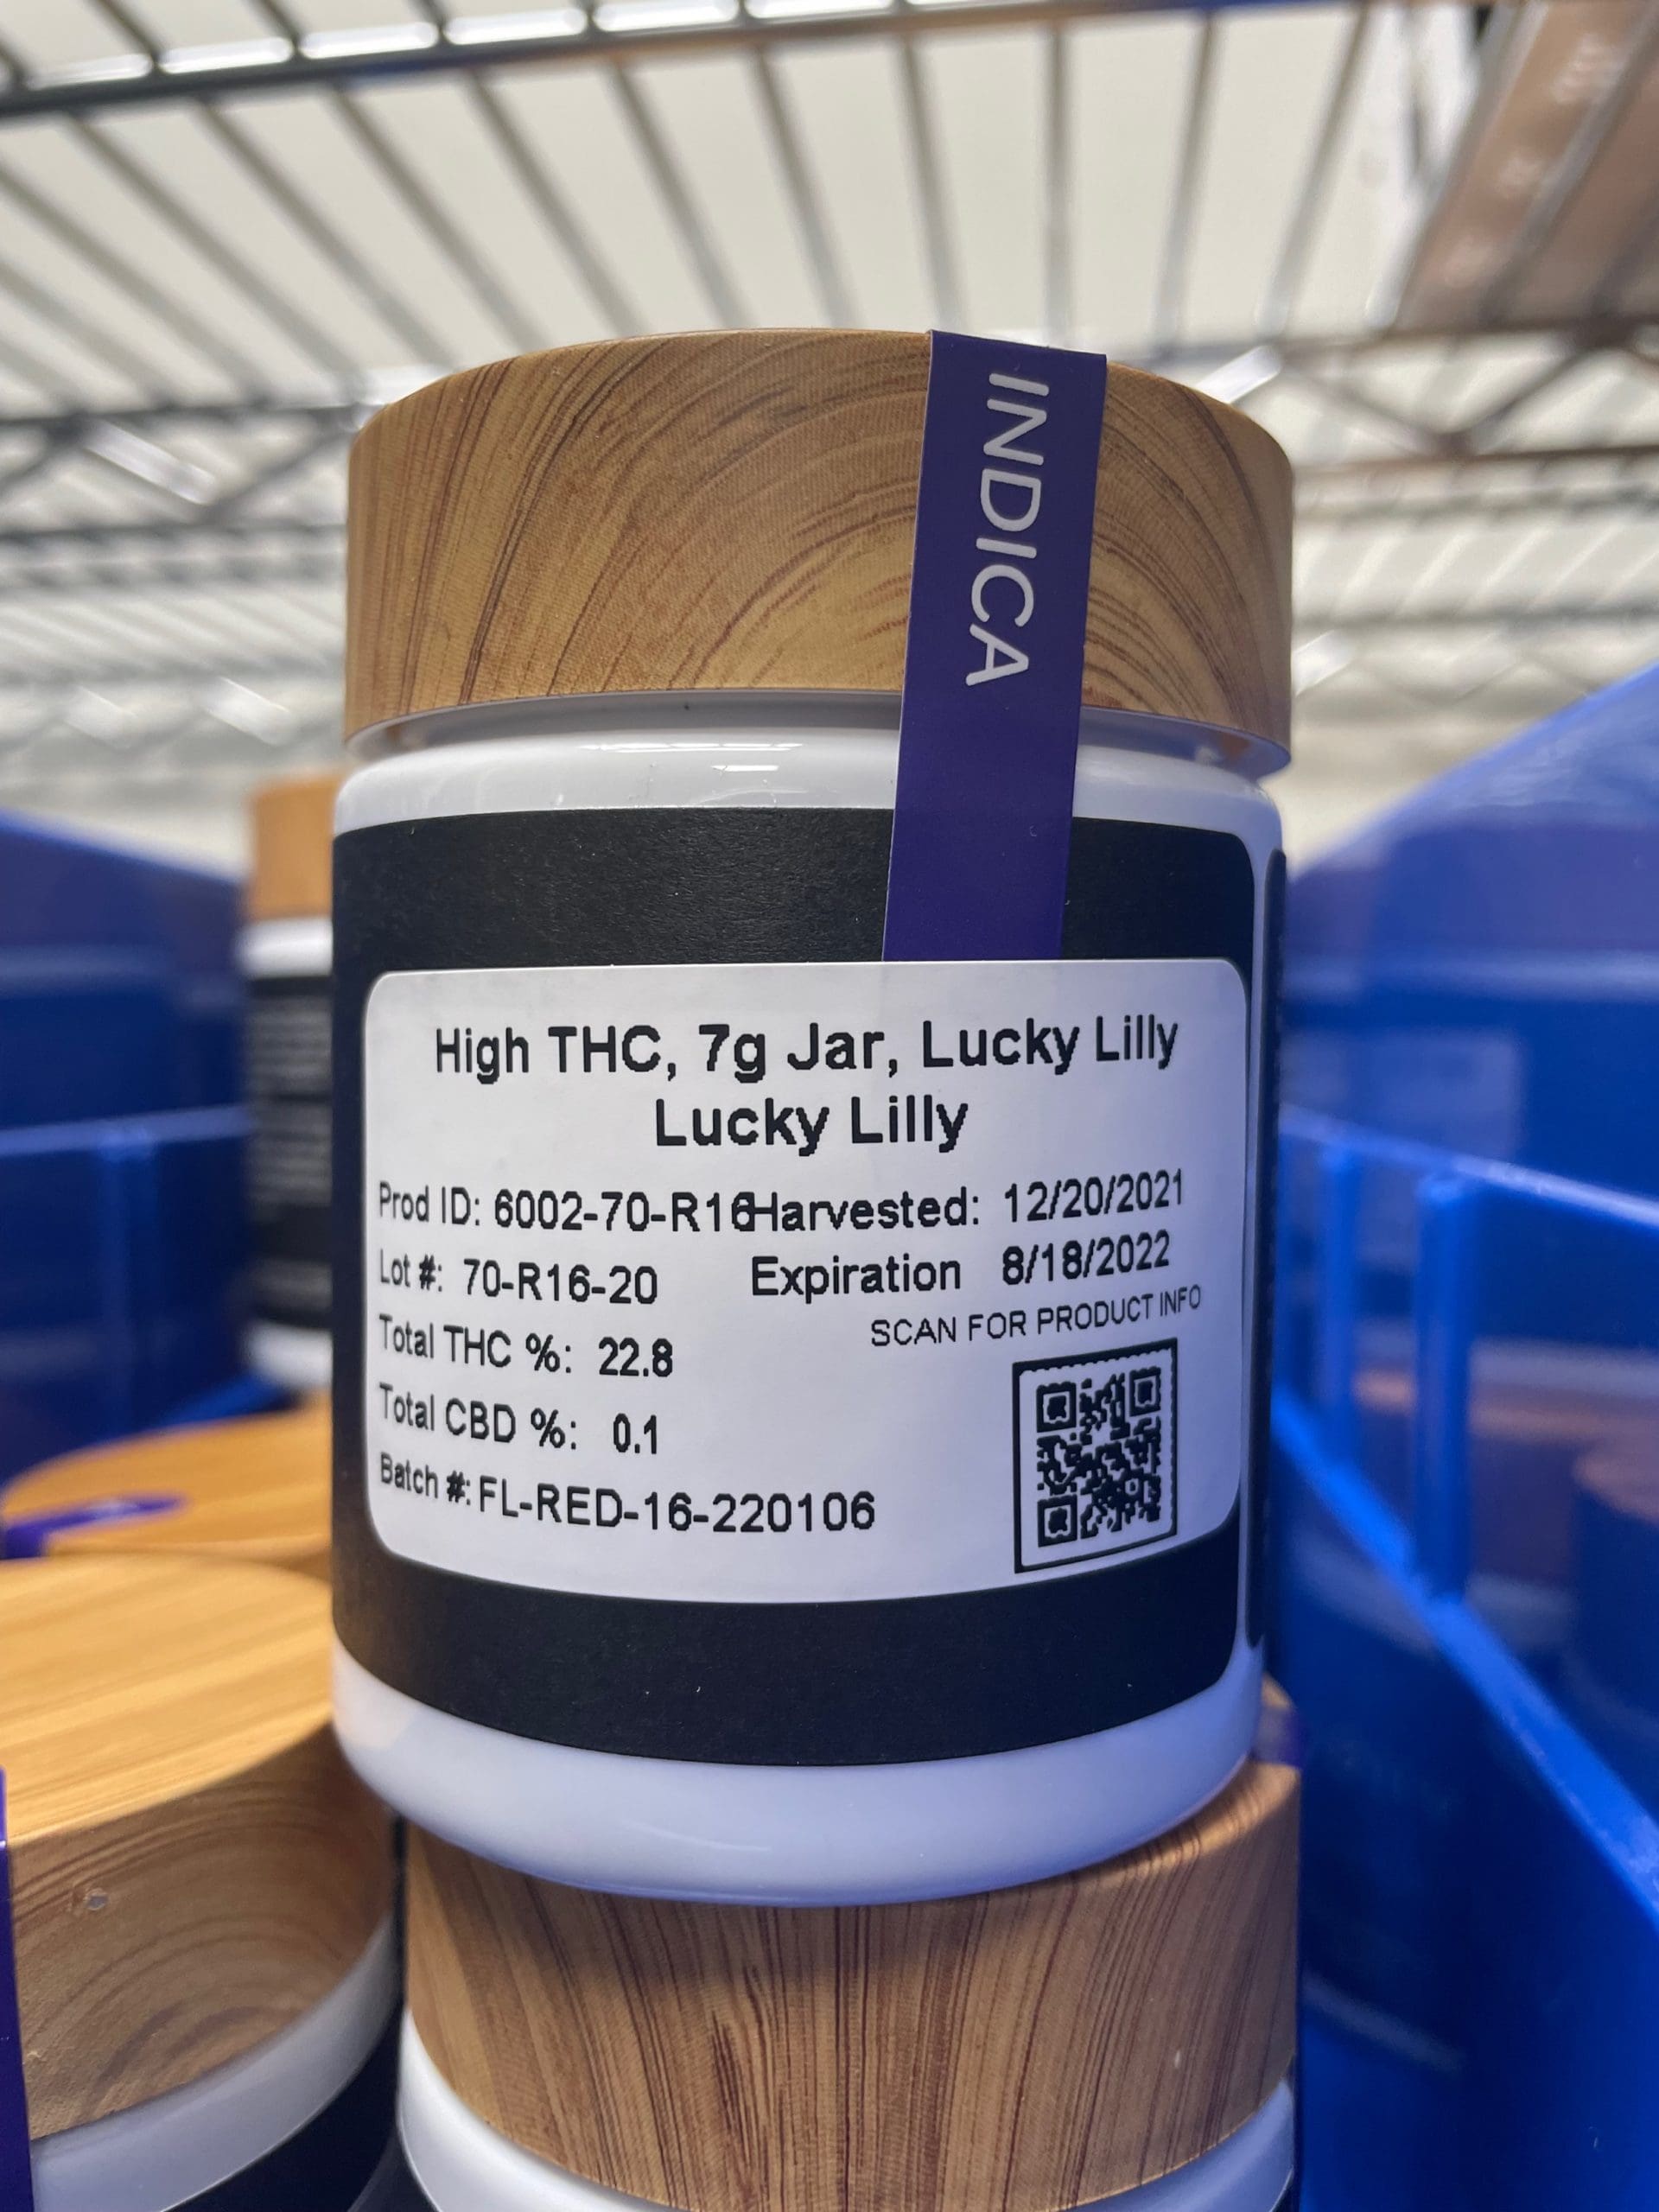 INDICA
High THC, 7g Jar, Lucky Lilly
Lucky Lilly
Prod ID: 6002-70-R16 Harvested: 12/20/2021
Lot #: 70-R16-20 Expiration 8/18/2022
SCAN FOR PRODUCT INFO
Total THC %: 22.8
Total CBD %: 0.1
Batch #: FL-RED-16-220106